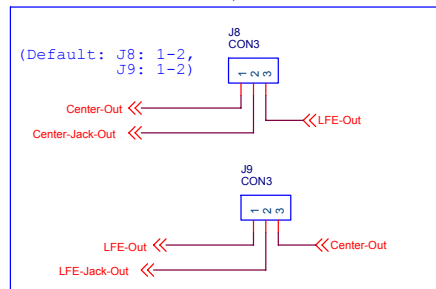 J8
CON3
(Default: J8: 1-2,
J9: 1-2)
1 2 3
Center-Out
LFE-Out
Center-Jack-Out
J9
CON3
1 2 3
LFE-Out
Center-Out
LFE-Jack-Out